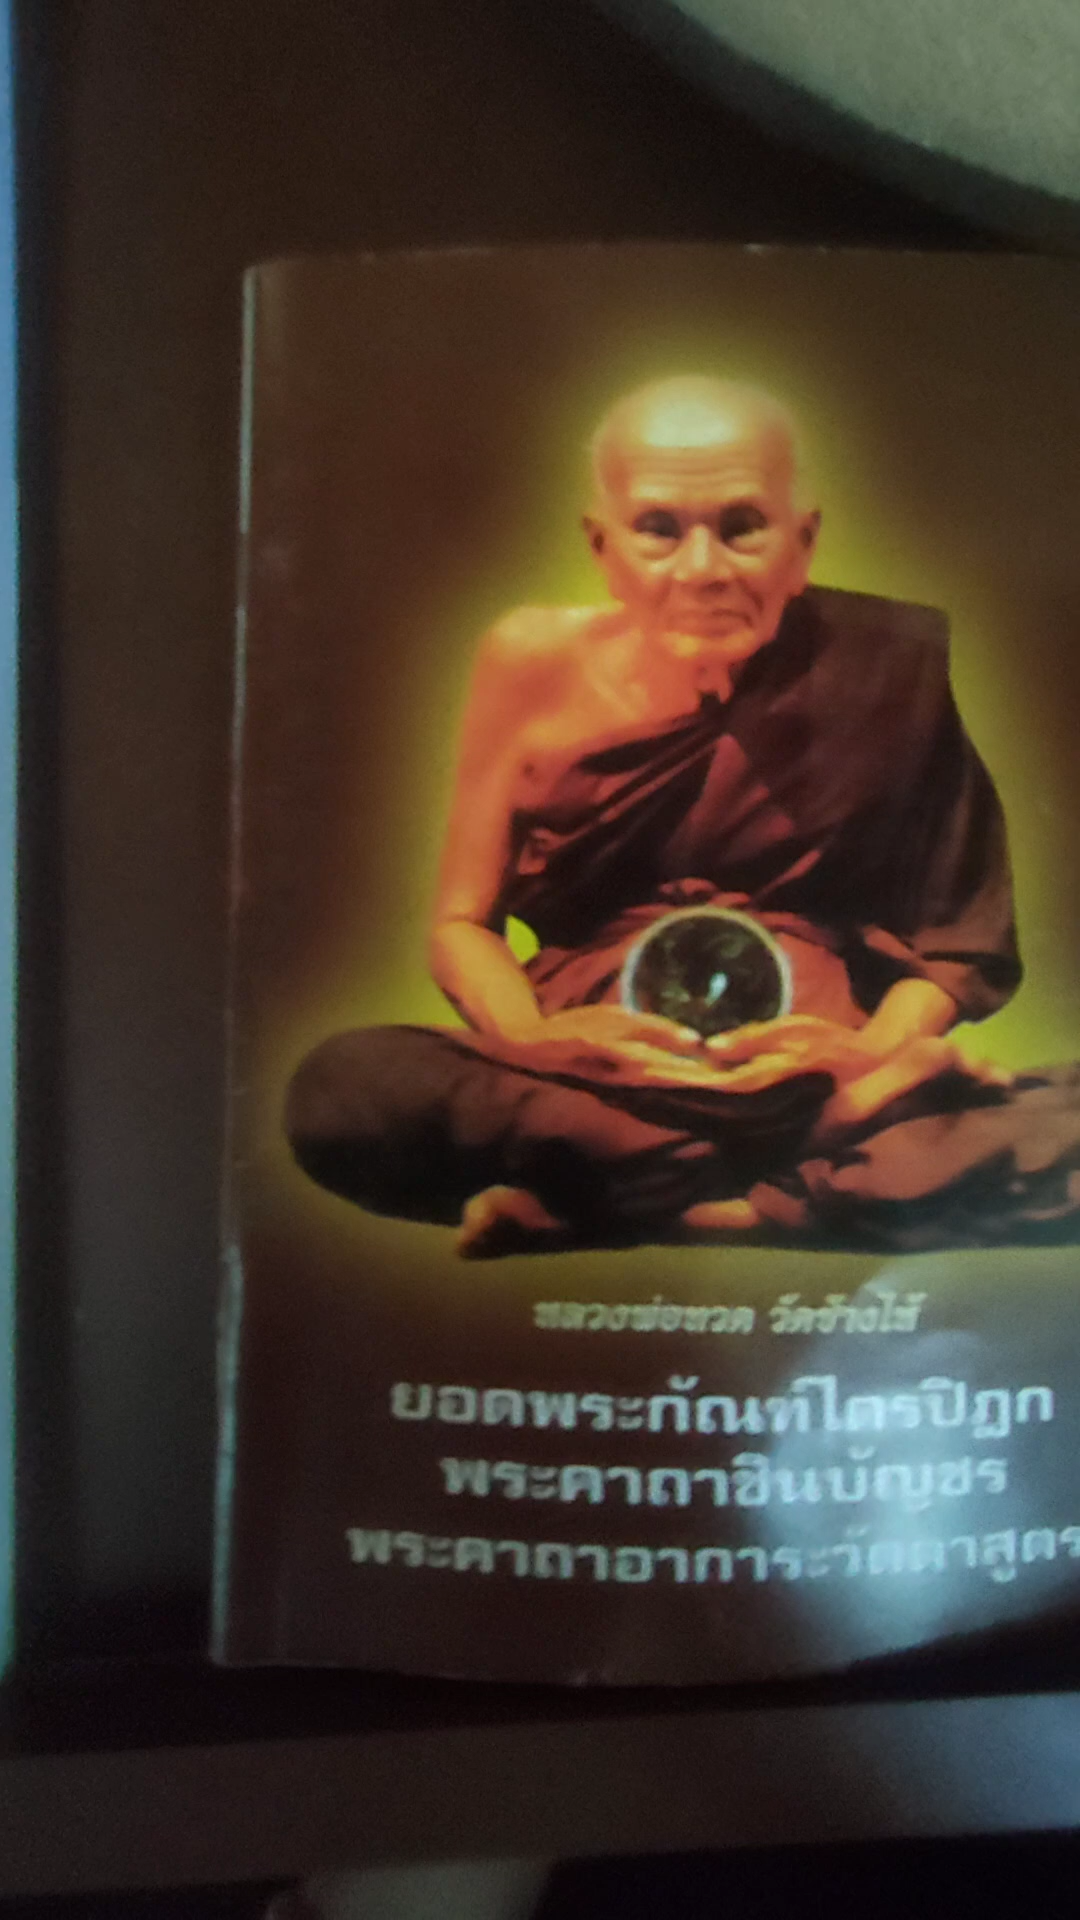 หลวงพ่อทวด วัดช้างไห้
ยอดพระกัณฑ์ไตรปิฎก
พระคาถาชินบัญชร
พระคาถาอาการะวัตตาสูตร